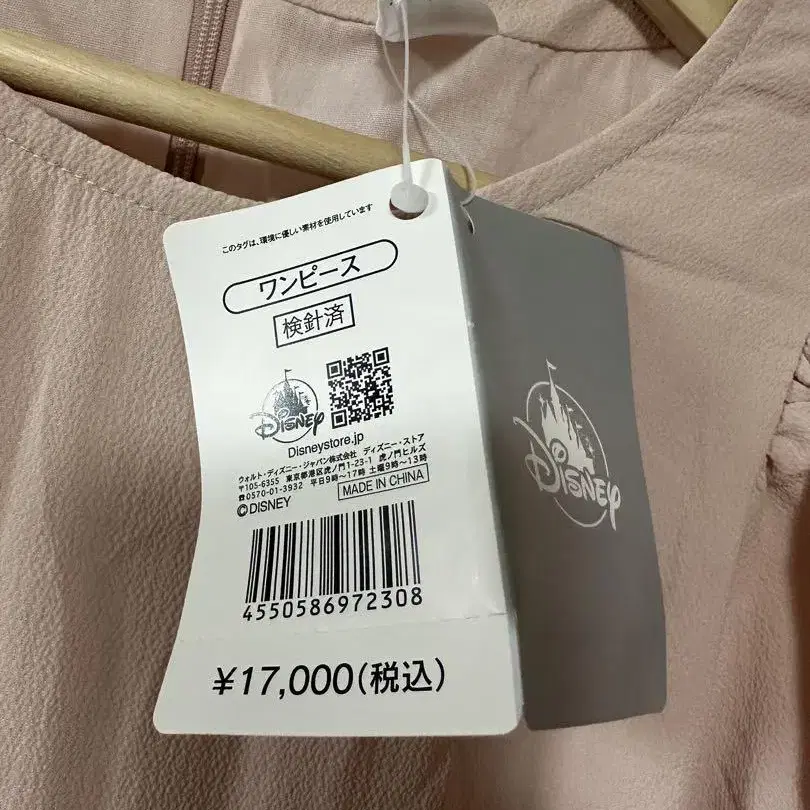 このタグは、環境に優しい素材を使用しています
ワンピース
検針済
DISNEY
Disneystore.jp
ウォルト・ディズニー・ジャパン株式会社 ディズニー・ストア
〒105-6355 東京都港区虎ノ門1-23-1 虎ノ門ヒルズ
☎0570-01-3932 平日9時〜17時 土曜9時〜13時
©DISNEY
MADE IN CHINA
4550586972308
¥17,000(税込)
DISNEY